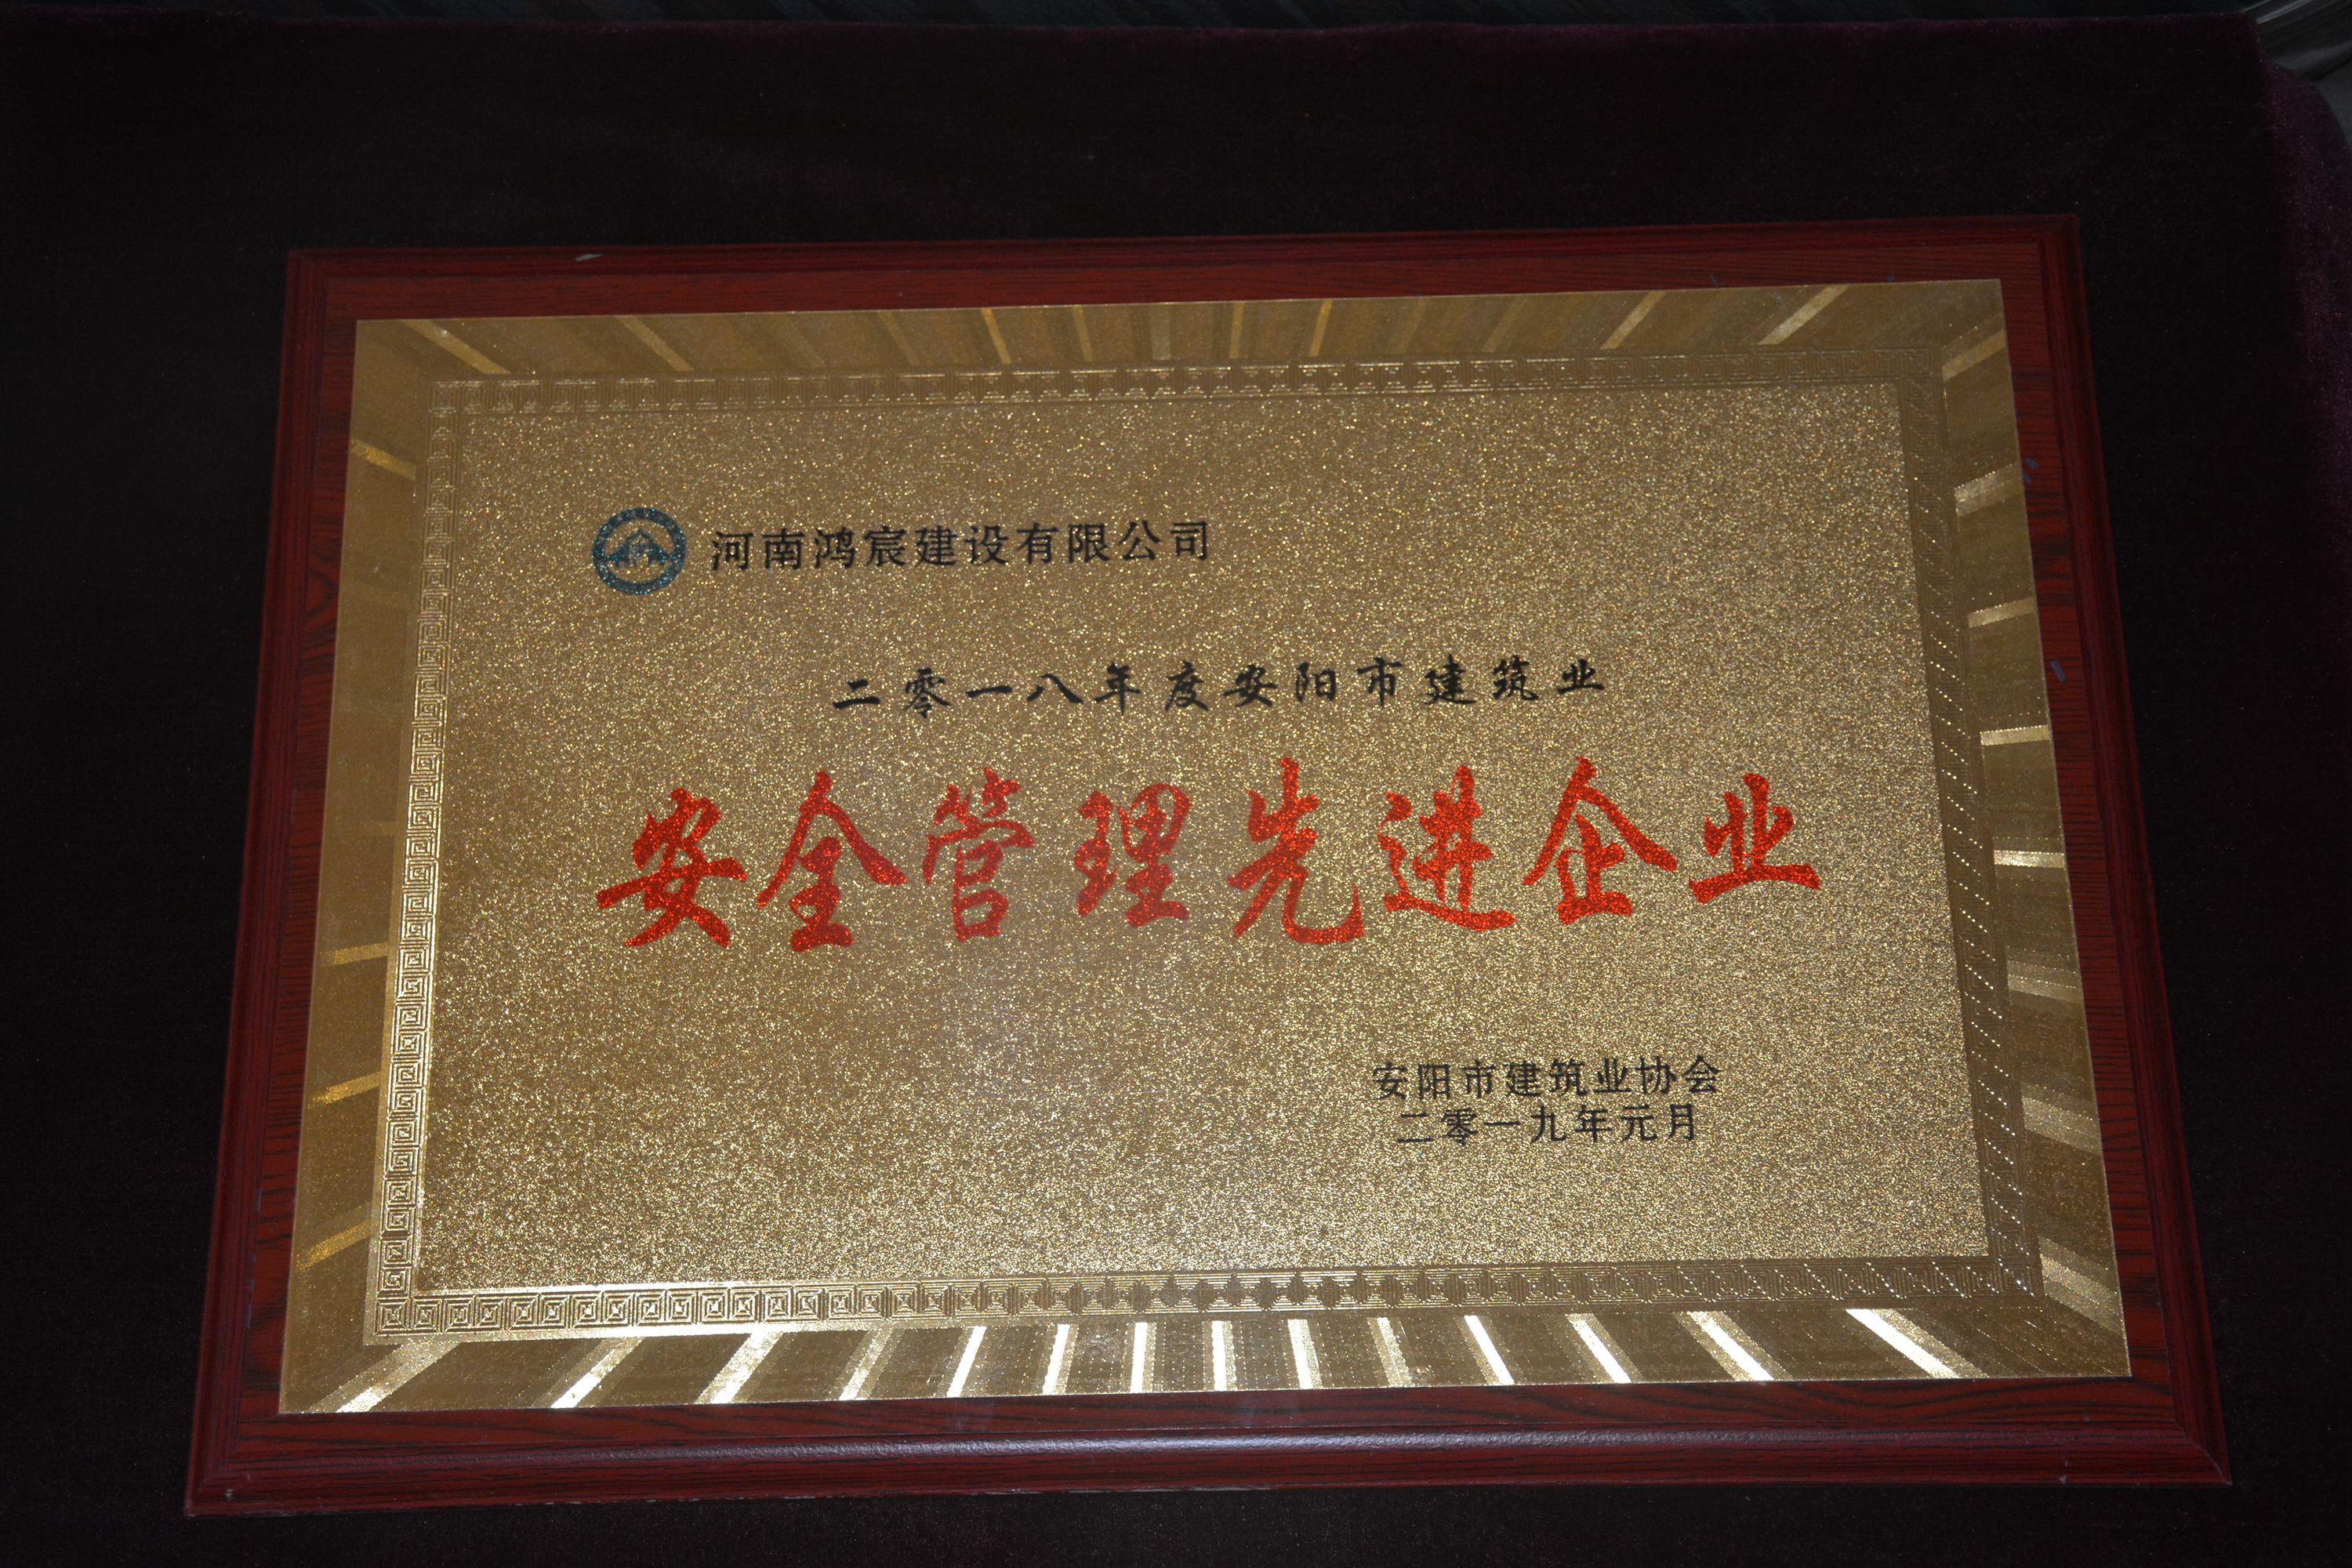 河南鸿宸建设有限公司
二零一八年度安阳市建筑业
安全管理先进企业
安阳市建筑业协会
二零一九年元月